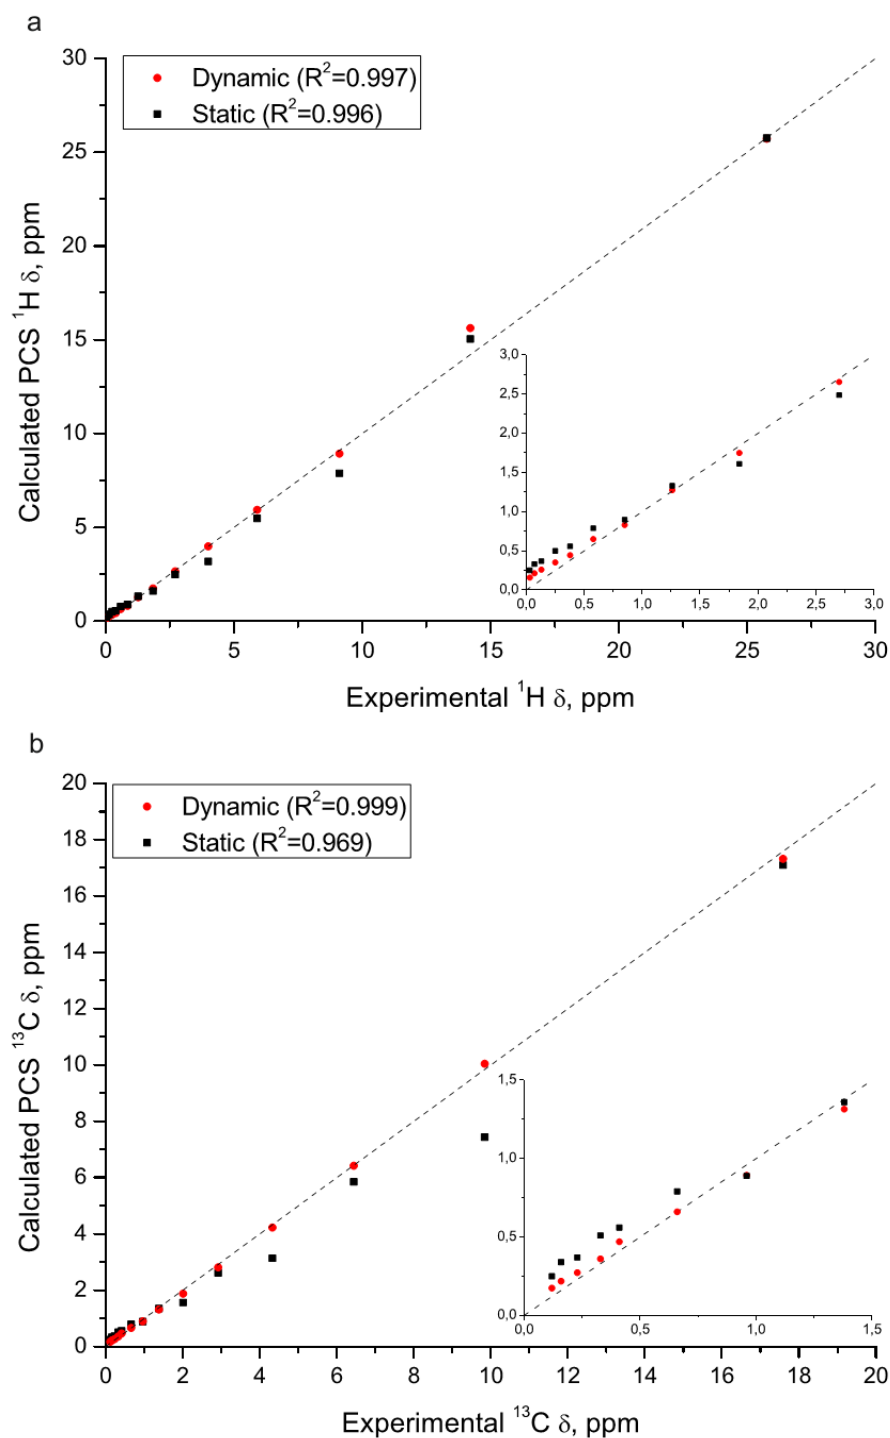 a
Dynamic (R²=0.997)
Static (R²=0.996)
30
25
20
15
10
5
0
Calculated PCS ¹H δ, ppm
3,0
2,5
2,0
1,5
1,0
0,5
0,0
0,0 0,5 1,0 1,5 2,0 2,5 3,0
0 5 10 15 20 25 30
Experimental ¹H δ, ppm
b
Dynamic (R²=0.999)
Static (R²=0.969)
20
18
16
14
12
10
8
6
4
2
0
Calculated PCS ¹³C δ, ppm
1,5
1,0
0,5
0,0
0,0 0,5 1,0 1,5
0 2 4 6 8 10 12 14 16 18 20
Experimental ¹³C δ, ppm